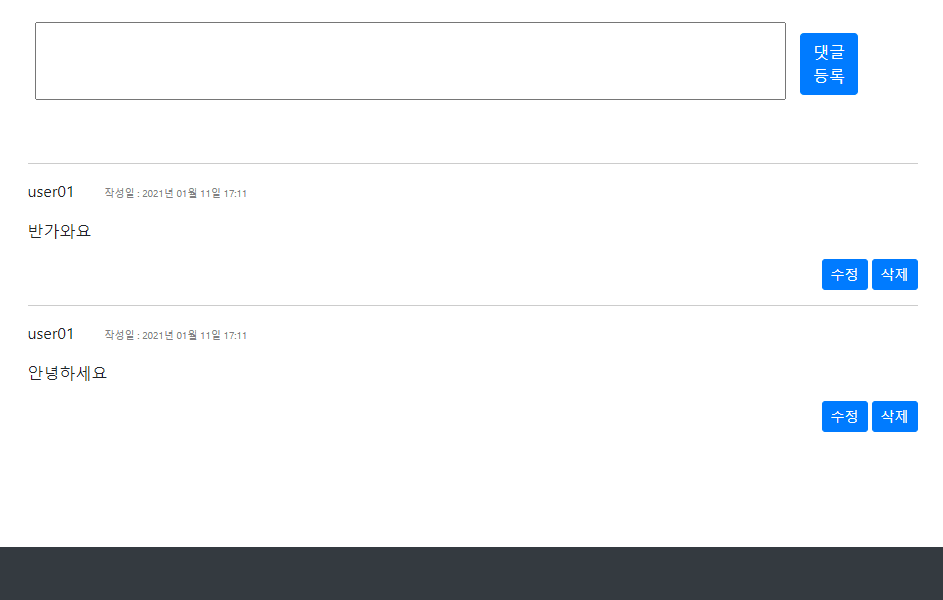 댓글
등록
user01 작성일 : 2021년 01월 11일 17:11
반가와요
수정 삭제
user01 작성일 : 2021년 01월 11일 17:11
안녕하세요
수정 삭제